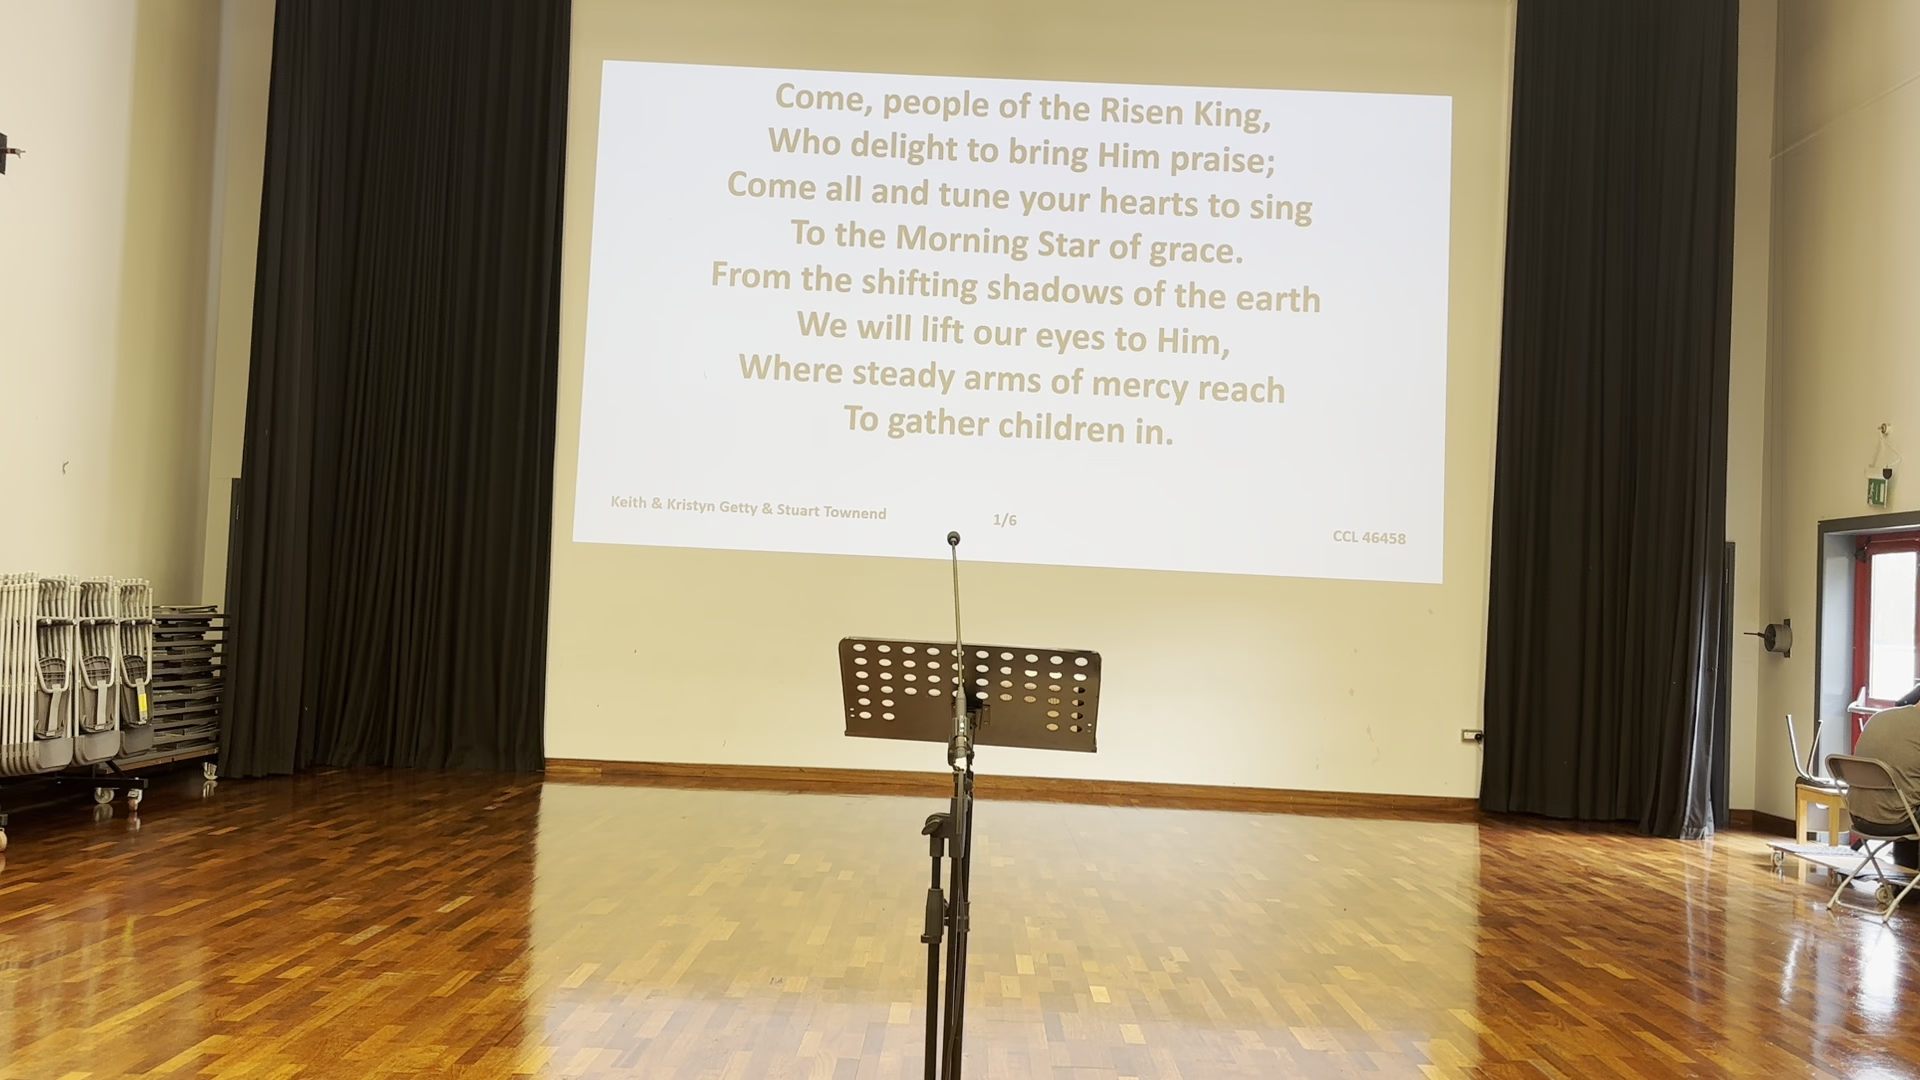 Come, people of the Risen King,
Who delight to bring Him praise;
Come all and tune your hearts to sing
To the Morning Star of grace.
From the shifting shadows of the earth
We will lift our eyes to Him,
Where steady arms of mercy reach
To gather children in.
Keith & Kristyn Getty & Stuart Townend
1/6
CCL 46458